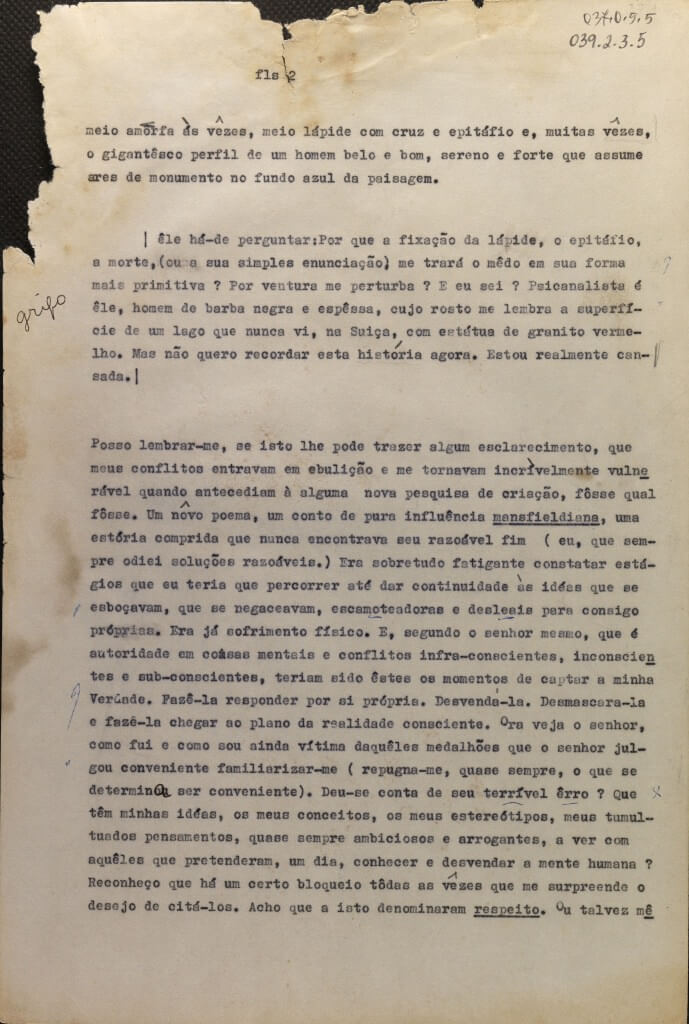 037.0.5.5
039.2.3.5
fls 2
meio amorfa às vêzes, meio lápide com cruz e epitáfio e, muitas vêzes,
o gigantêsco perfil de um homem belo e bom, sereno e forte que assume
ares de monumento no fundo azul da paisagem.
| êle há-de perguntar:Por que a fixação da lápide, o epitáfio,
a morte,(ou a sua simples enunciação) me trará o mêdo em sua forma
mais primitiva ? Por ventura me perturba ? E eu sei ? Psicanalista é
grifo
êle, homem de barba negra e espêssa, cujo rosto me lembra a superfí-
cie de um lago que nunca vi, na Suiça, com estátua de granito verme-
lho. Mas não quero recordar esta história agora. Estou realmente can-
sada.|
Posso lembrar-me, se isto lhe pode trazer algum esclarecimento, que
meus conflitos entravam em ebulição e me tornavam incrìvelmente vulne
rável quando antecediam à alguma nova pesquisa de criação, fôsse qual
fôsse. Um nôvo poema, um conto de pura influência mansfieldiana, uma
estória comprida que nunca encontrava seu razoável fim ( eu, que sem-
pre odiei soluções razoáveis.) Era sobretudo fatigante constatar está-
gios que eu teria que percorrer até dar continuidade às idéas que se
esboçavam, que se negaceavam, escamoteadoras e desleais para consigo
próprias. Era já sofrimento físico. E, segundo o senhor mesmo, que é
autoridade em coisas mentais e conflitos infra-conscientes, inconscien
tes e sub-conscientes, teriam sido êstes os momentos de captar a minha
Verdade. Fazê-la responder por si própria. Desvendá-la. Desmascara-la
e fazê-la chegar ao plano da realidade consciente. Ora veja o senhor,
como fui e como sou ainda vítima daquêles medalhões que o senhor jul-
gou conveniente familiarizar-me ( repugna-me, quase sempre, o que se
determinou ser conveniente). Deu-se conta de seu terrível êrro ? Que x
têm minhas idéas, os meus conceitos, os meus estereótipos, meus tumul-
tuados pensamentos, quase sempre ambiciosos e arrogantes, a ver com
aquêles que pretenderam, um dia, conhecer e desvendar a mente humana ?
Reconheço que há um certo bloqueio tôdas as vêzes que me surpreende o
desejo de citá-los. Acho que a isto denominaram respeito. Ou talvez mê